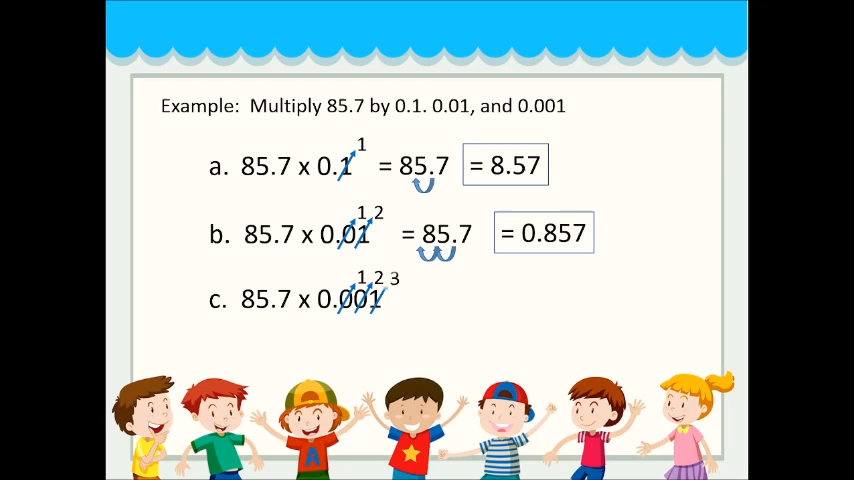 Example: Multiply 85.7 by 0.1. 0.01, and 0.001
a. 85.7 x 0.1 1 = 85.7 = 8.57
b. 85.7 x 0.01 1 2 = 85.7 = 0.857
c. 85.7 x 0.001 1 2 3
A